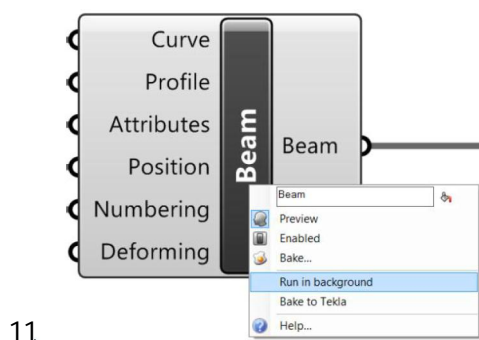 Curve
Profile
Attributes
Position
Numbering
Deforming
Beam
Beam
Beam
Preview
Enabled
Bake...
Run in background
Bake to Tekla
Help...
11